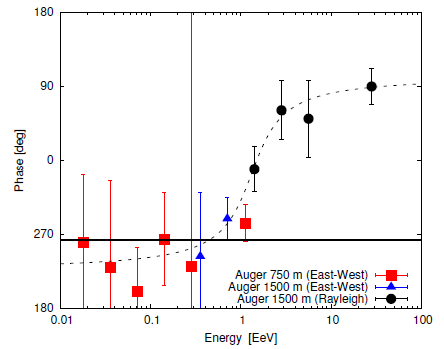 180
90
0
270
180
Phase [deg]
Auger 750 m (East-West)
Auger 1500 m (East-West)
Auger 1500 m (Rayleigh)
0.01
0.1
1
10
100
Energy [EeV]